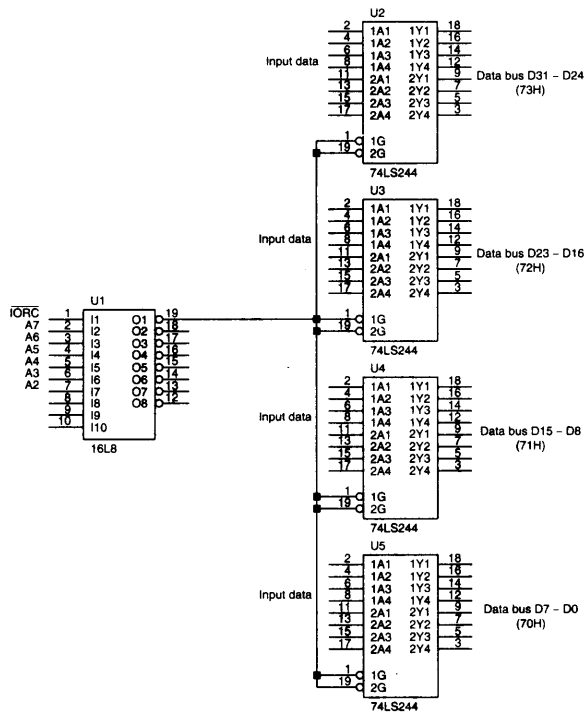 U2
2 1A1 1Y1 18
4 1A2 1Y2 16
6 1A3 1Y3 14
8 1A4 1Y4 12
11 2A1 2Y1 9
13 2A2 2Y2 7
15 2A3 2Y3 5
17 2A4 2Y4 3
Input data
Data bus D31 – D24
(73H)
1 1G
19 2G
74LS244
U3
2 1A1 1Y1 18
4 1A2 1Y2 16
6 1A3 1Y3 14
8 1A4 1Y4 12
11 2A1 2Y1 9
13 2A2 2Y2 7
15 2A3 2Y3 5
17 2A4 2Y4 3
Input data
Data bus D23 – D16
(72H)
1 1G
19 2G
74LS244
U1
IORC 1 I1 O1 19
A7 2 I2 O2 18
A6 3 I3 O3 17
A5 4 I4 O4 16
A4 5 I5 O5 15
A3 6 I6 O6 14
A2 7 I7 O7 13
8 I8 O8 12
9 I9
10 I10
16L8
U4
2 1A1 1Y1 18
4 1A2 1Y2 16
6 1A3 1Y3 14
8 1A4 1Y4 12
11 2A1 2Y1 9
13 2A2 2Y2 7
15 2A3 2Y3 5
17 2A4 2Y4 3
Input data
Data bus D15 – D8
(71H)
1 1G
19 2G
74LS244
U5
2 1A1 1Y1 18
4 1A2 1Y2 16
6 1A3 1Y3 14
8 1A4 1Y4 12
11 2A1 2Y1 9
13 2A2 2Y2 7
15 2A3 2Y3 5
17 2A4 2Y4 3
Input data
Data bus D7 – D0
(70H)
1 1G
19 2G
74LS244